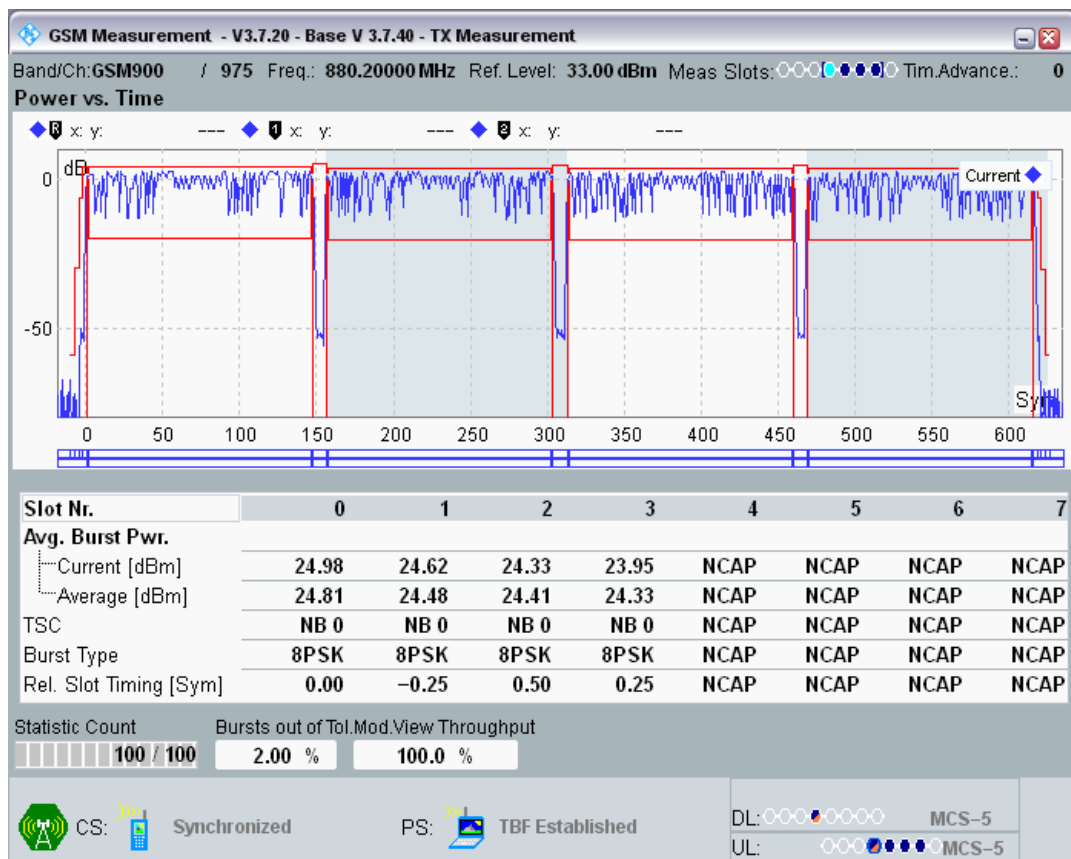 GSM Measurement - V3.7.20 - Base V 3.7.40 - TX Measurement
Band/Ch:GSM900 / 975 Freq.: 880.20000 MHz Ref. Level: 33.00 dBm Meas Slots: Tim.Advance.: 0
Power vs. Time
R x: y: --- 1 x: y: --- 2 x: y: ---
dB
Current
0
-50
Sym
0 50 100 150 200 250 300 350 400 450 500 550 600
Slot Nr. 0 1 2 3 4 5 6 7
Avg. Burst Pwr.
Current [dBm] 24.98 24.62 24.33 23.95 NCAP NCAP NCAP NCAP
Average [dBm] 24.81 24.48 24.41 24.33 NCAP NCAP NCAP NCAP
TSC NB 0 NB 0 NB 0 NB 0 NCAP NCAP NCAP NCAP
Burst Type 8PSK 8PSK 8PSK 8PSK NCAP NCAP NCAP NCAP
Rel. Slot Timing [Sym] 0.00 −0.25 0.50 0.25 NCAP NCAP NCAP NCAP
Statistic Count Bursts out of Tol. Mod.View Throughput
100 / 100 2.00 % 100.0 %
CS: Synchronized PS: TBF Established DL: MCS−5
UL: MCS−5